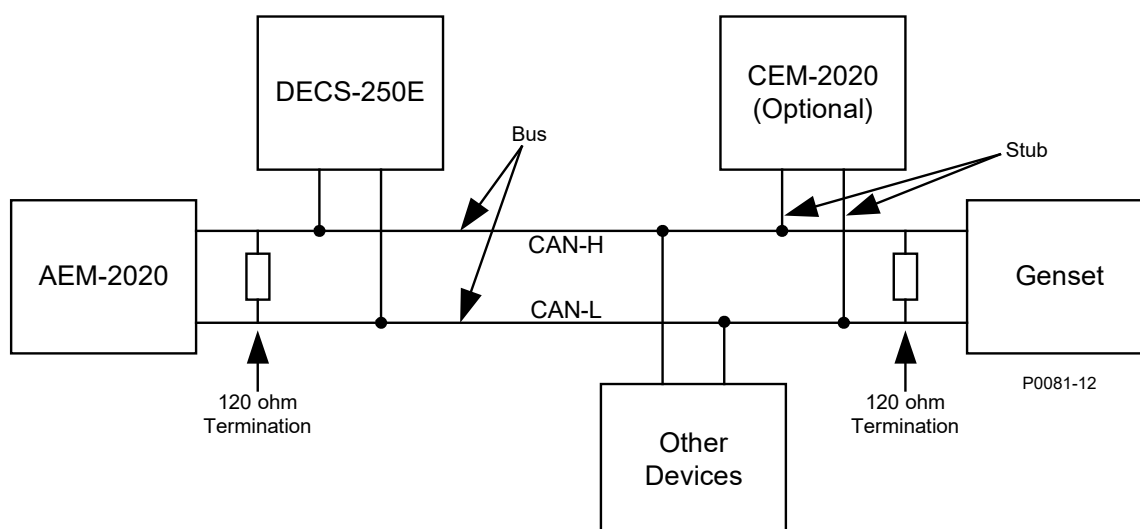 DECS-250E
CEM-2020
(Optional)
Bus
Stub
AEM-2020
CAN-H
CAN-L
Genset
P0081-12
120 ohm
Termination
120 ohm
Termination
Other
Devices